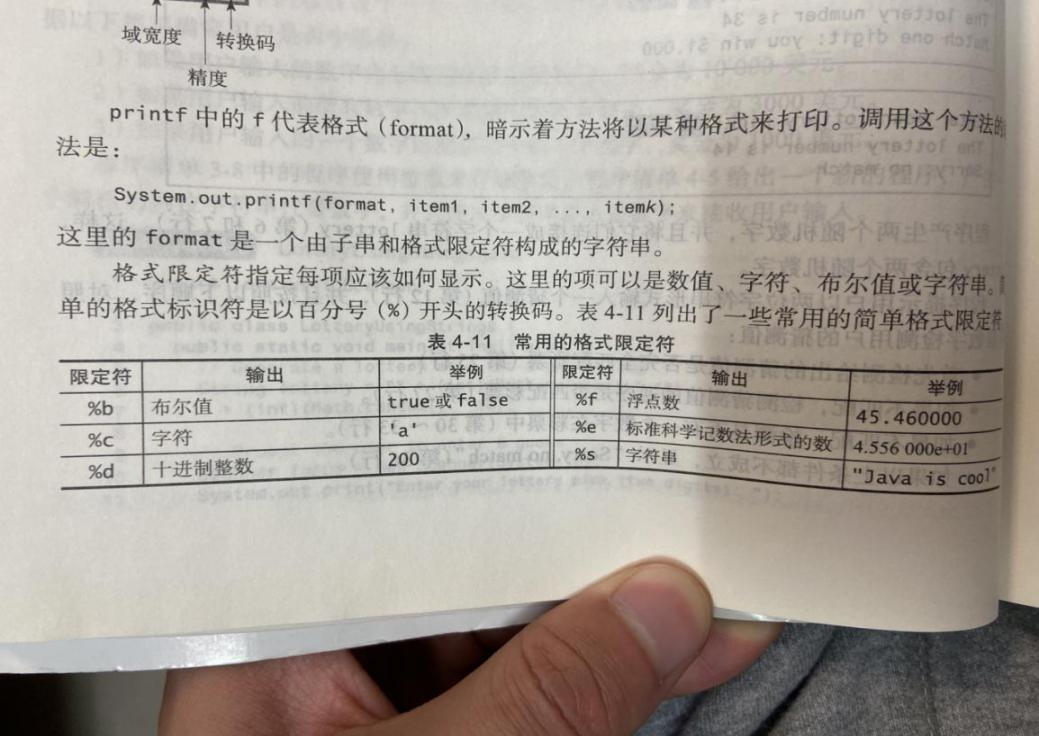 域宽度 转换码
精度
printf 中的 f 代表格式（format），暗示着方法将以某种格式来打印。调用这个方法的
法是：
System.out.printf(format, item1, item2, ..., itemk);
这里的 format 是一个由子串和格式限定符构成的字符串。
格式限定符指定每项应该如何显示。这里的项可以是数值、字符、布尔值或字符串。
单的格式标识符是以百分号（%）开头的转换码。表 4-11 列出了一些常用的简单格式限定符
表 4-11 常用的格式限定符
限定符 输出 举例 限定符 输出 举例
%b 布尔值 true 或 false %f 浮点数 45.460000
%c 字符 'a' %e 标准科学记数法形式的数 4.556 000e+01
%d 十进制整数 200 %s 字符串 "Java is cool"